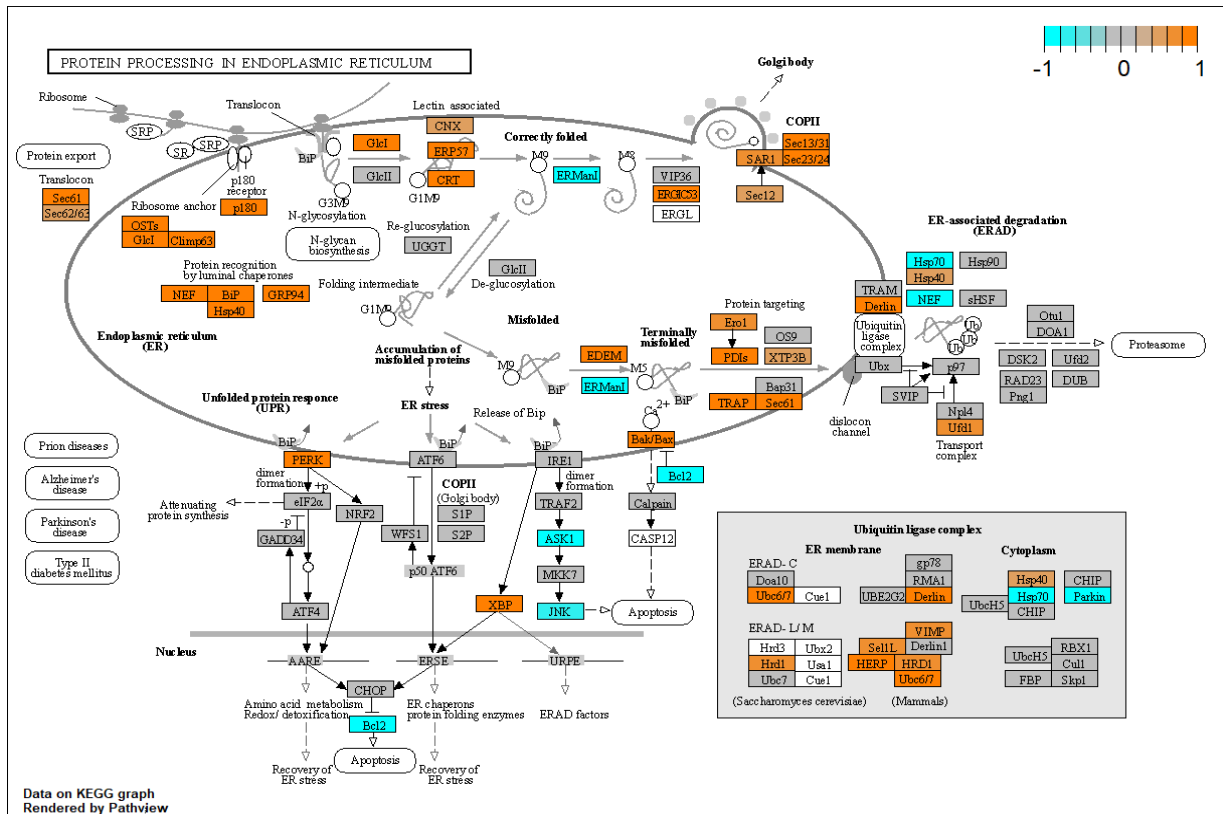 PROTEIN PROCESSING IN ENDOPLASMIC RETICULUM
-1 0 1
Ribosome
SRP
SR
SRP
Translocon
BiP
Protein export
Translocon
Sec61
Sec62/63
p180
receptor
Ribosome anchor
p180
OSTs
GlcI
Climp63
G3M9
N-glycosylation
N-glycan
biosynthesis
Lectin associated
CNX
GlcI
ERP57
GlcII
CRT
G1M9
Correctly folded
M9
ERManI
M8
VIP36
ERGIC53
ERGL
Golgi body
COPII
Sec13/31
SAR1
Sec23/24
Sec12
Re-glucosylation
UGGT
GlcII
De-glucosylation
Protein recognition
by luminal chaperones
NEF
BiP
GRP94
Hsp40
Folding intermediate
G1M9
Endoplasmic reticulum
(ER)
Misfolded
Accumulation of
misfolded proteins
M9
BiP
EDEM
ERManI
Terminally
misfolded
M5
BiP
Protein targeting
Ero1
OS9
PDIs
XTP3B
Bap31
TRAP
Sec61
ER-associated degradation
(ERAD)
Hsp70
Hsp90
Hsp40
NEF
sHSF
TRAM
Derlin
Ubiquitin
ligase
complex
Ub
Ub
Ub
Ubx
p97
SVIP
dislocon
channel
Npl4
Ufd1
Transport
complex
Otu1
DOA1
DSK2
Ufd2
RAD23
DUB
Png1
Proteasome
Unfolded protein responce
(UPR)
ER stress
Release of Bip
Ca2+
BiP
BiP
BiP
PERK
ATF6
IRE1
Bak/Bax
Bcl2
Prion diseases
Alzheimer's
disease
Parkinson's
disease
Type II
diabetes mellitus
dimer
formation
+p
eIF2α
Attenuating
protein synthesis
-p
GADD34
NRF2
ATF4
COPII
(Golgi body)
S1P
S2P
WFS1
p50 ATF6
dimer
formation
TRAF2
ASK1
MKK7
JNK
XBP
Calpain
CASP12
Apoptosis
Nucleus
AARE
ERSE
URPE
CHOP
Amino acid metabolism
Redox/ detoxification
Bcl2
ER chaperons
protein folding enzymes
ERAD factors
Apoptosis
Recovery of
ER stress
Recovery of
ER stress
Ubiquitin ligase complex
ER membrane
Cytoplasm
ERAD- C
Doa10
Ubc6/7
Cue1
gp78
RMA1
UBE2G2
Derlin
Hsp40
CHIP
Hsp70
Parkin
UbcH5
CHIP
ERAD- L/ M
Hrd3
Ubx2
Hrd1
Usa1
Ubc7
Cue1
VIMP
Sel1L
Derlin1
HERP
HRD1
Ubc6/7
RBX1
UbcH5
Cul1
FBP
Skp1
(Saccharomyces cerevisiae)
(Mammals)
Data on KEGG graph
Rendered by Pathview